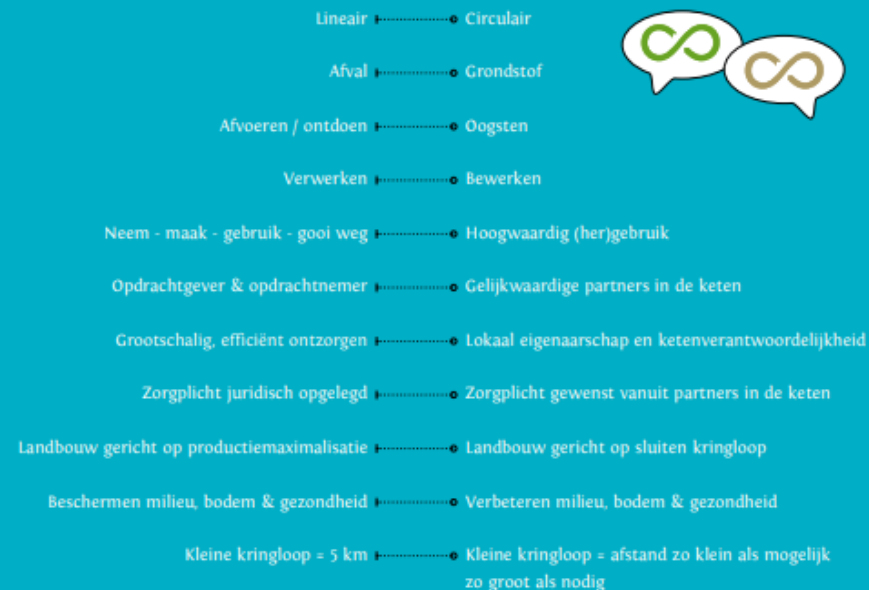 Lineair Circulair
Afval Grondstof
Afvoeren / ontdoen Oogsten
Verwerken Bewerken
Neem - maak - gebruik - gooi weg Hoogwaardig (her)gebruik
Opdrachtgever & opdrachtnemer Gelijkwaardige partners in de keten
Grootschalig, efficiënt ontzorgen Lokaal eigenaarschap en ketenverantwoordelijkheid
Zorgplicht juridisch opgelegd Zorgplicht gewenst vanuit partners in de keten
Landbouw gericht op productiemaximalisatie Landbouw gericht op sluiten kringloop
Beschermen milieu, bodem & gezondheid Verbeteren milieu, bodem & gezondheid
Kleine kringloop = 5 km Kleine kringloop = afstand zo klein als mogelijk
zo groot als nodig